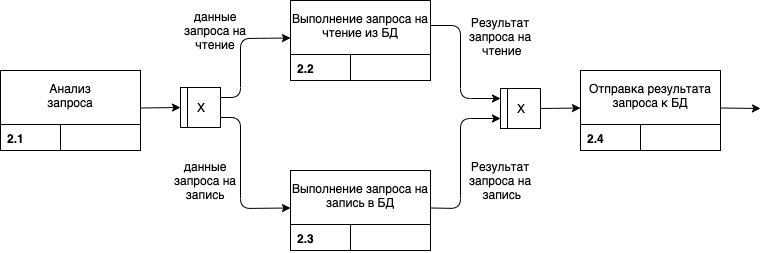 Анализ
запроса
2.1
X
данные
запроса на
чтение
Выполнение запроса на
чтение из БД
2.2
Результат
запроса на
чтение
данные
запроса на
запись
Выполнение запроса на
запись в БД
2.3
Результат
запроса на
запись
X
Отправка результата
запроса к БД
2.4